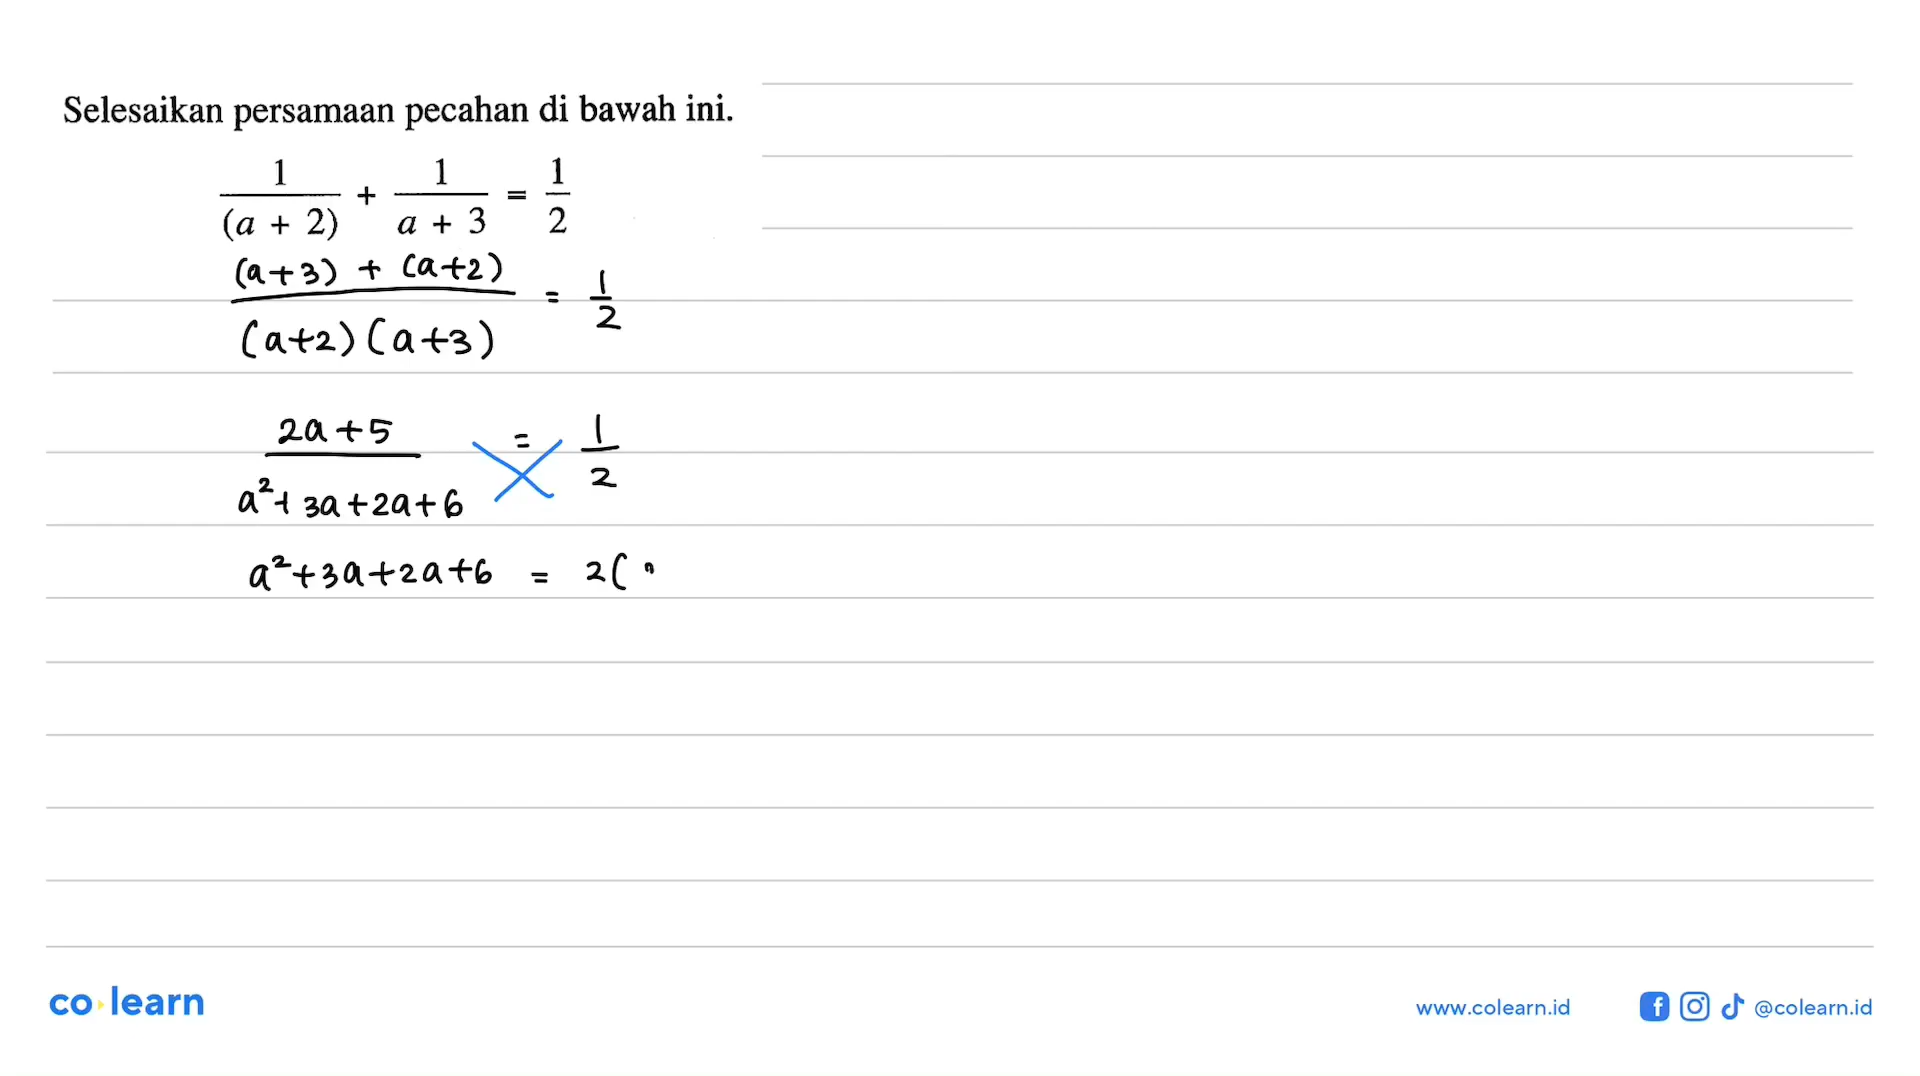 Selesaikan persamaan pecahan di bawah ini.
1/(a + 2) + 1/a + 3 = 1/2
(a+3) + (a+2)/(a+2)(a+3) = 1/2
2a+5/a²+3a+2a+6 = 1/2
a²+3a+2a+6 = 2(
co learn
www.colearn.id
@colearn.id